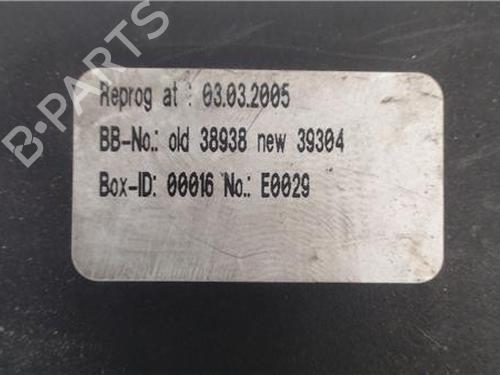 B-PARTS
Reprog at : 03.03.2005
BB-No.: old 38938 new 39304
Box-ID: 00016 No.: E0029